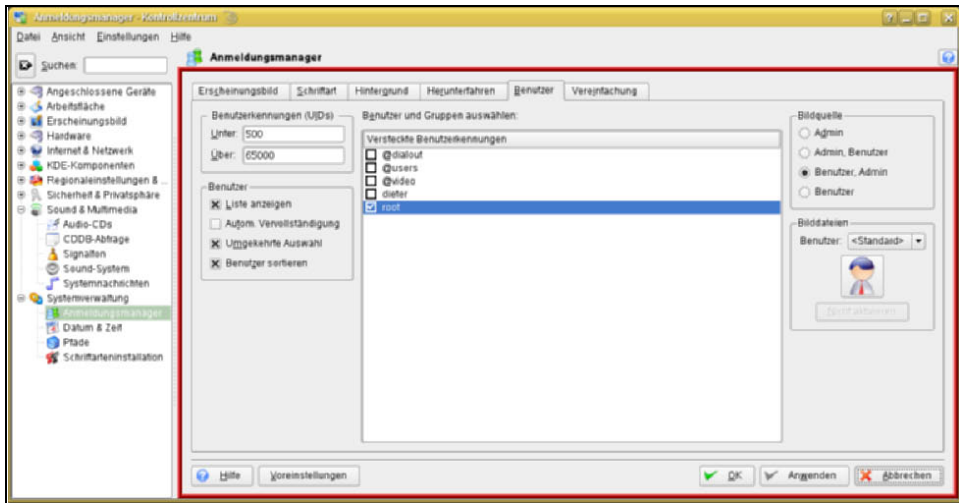 Anmeldungsmanager - Kontrollzentrum
Datei Ansicht Einstellungen Hilfe
Suchen:
Anmeldungsmanager
Angeschlossene Geräte
Arbeitsfläche
Erscheinungsbild
Hardware
Internet & Netzwerk
KDE-Komponenten
Regionaleinstellungen & ...
Sicherheit & Privatsphäre
Sound & Multimedia
Audio-CDs
CDDB-Abfrage
Signalton
Sound-System
Systemnachrichten
Systemverwaltung
Anmeldungsmanager
Datum & Zeit
Pfade
Schriftarteninstallation
Erscheinungsbild Schriftart Hintergrund Herunterfahren Benutzer Vereinfachung
Benutzerkennungen (UIDs)
Unter: 500
Über: 65000
Benutzer
Liste anzeigen
Autom. Vervollständigung
Umgekehrte Auswahl
Benutzer sortieren
Benutzer und Gruppen auswählen:
Versteckte Benutzerkennungen
@dialout
@users
@video
dieter
root
Bildquelle
Admin
Admin, Benutzer
Benutzer, Admin
Benutzer
Bilddateien
Benutzer: <Standard>
Hilfe Voreinstellungen OK Anwenden Abbrechen